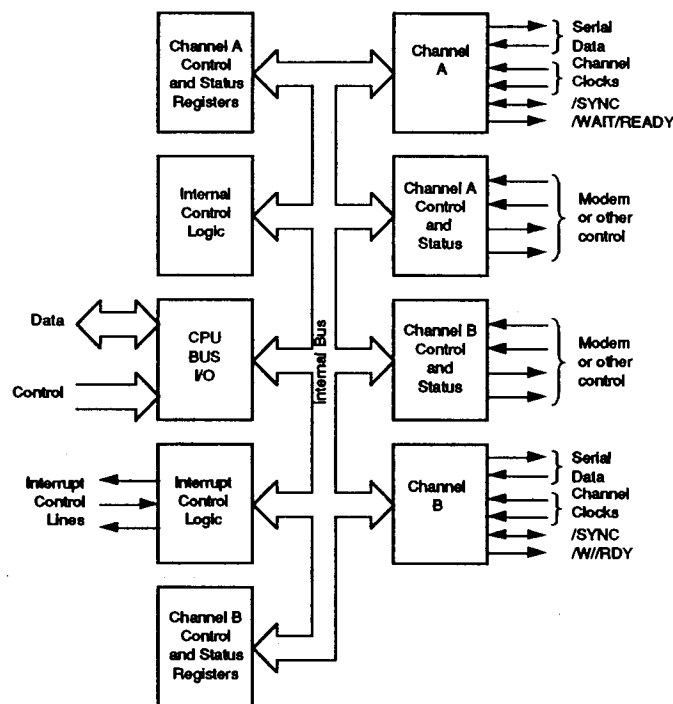 Channel A
Control
and Status
Registers
Channel
A
Serial
Data
Channel
Clocks
/SYNC
/WAIT/READY
Internal
Control
Logic
Channel A
Control
and
Status
Modem
or other
control
Data
Control
CPU
BUS
I/O
Internal Bus
Channel B
Control
and
Status
Modem
or other
control
Interrupt
Control
Lines
Interrupt
Control
Logic
Channel
B
Serial
Data
Channel
Clocks
/SYNC
/W//RDY
Channel B
Control
and Status
Registers